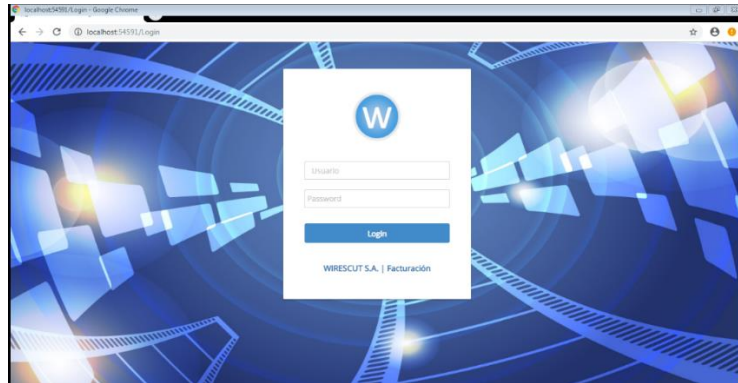 localhost:54591/Login - Google Chrome
localhost:54591/Login
W
Usuario
Password
Login
WIRESCUT S.A. | Facturación